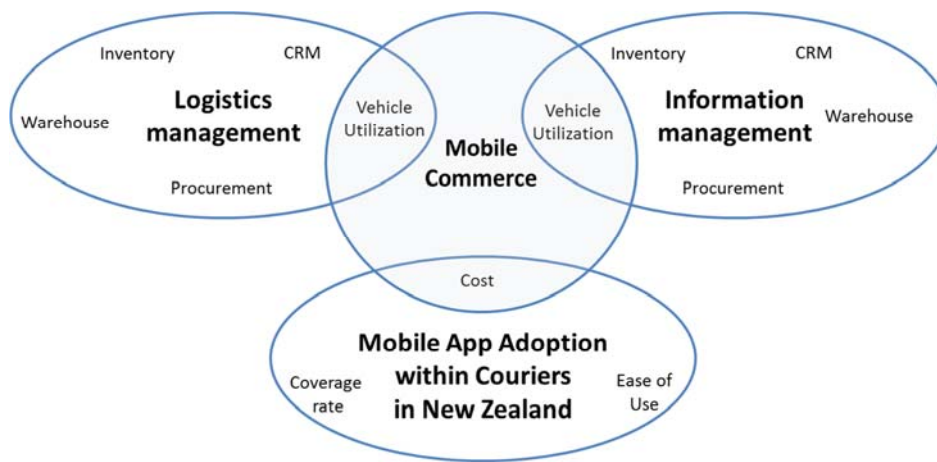 Inventory
CRM
Logistics
management
Warehouse
Procurement
Vehicle
Utilization
Mobile
Commerce
Vehicle
Utilization
Inventory
CRM
Information
management
Warehouse
Procurement
Cost
Mobile App Adoption
within Couriers
in New Zealand
Coverage
rate
Ease of
Use